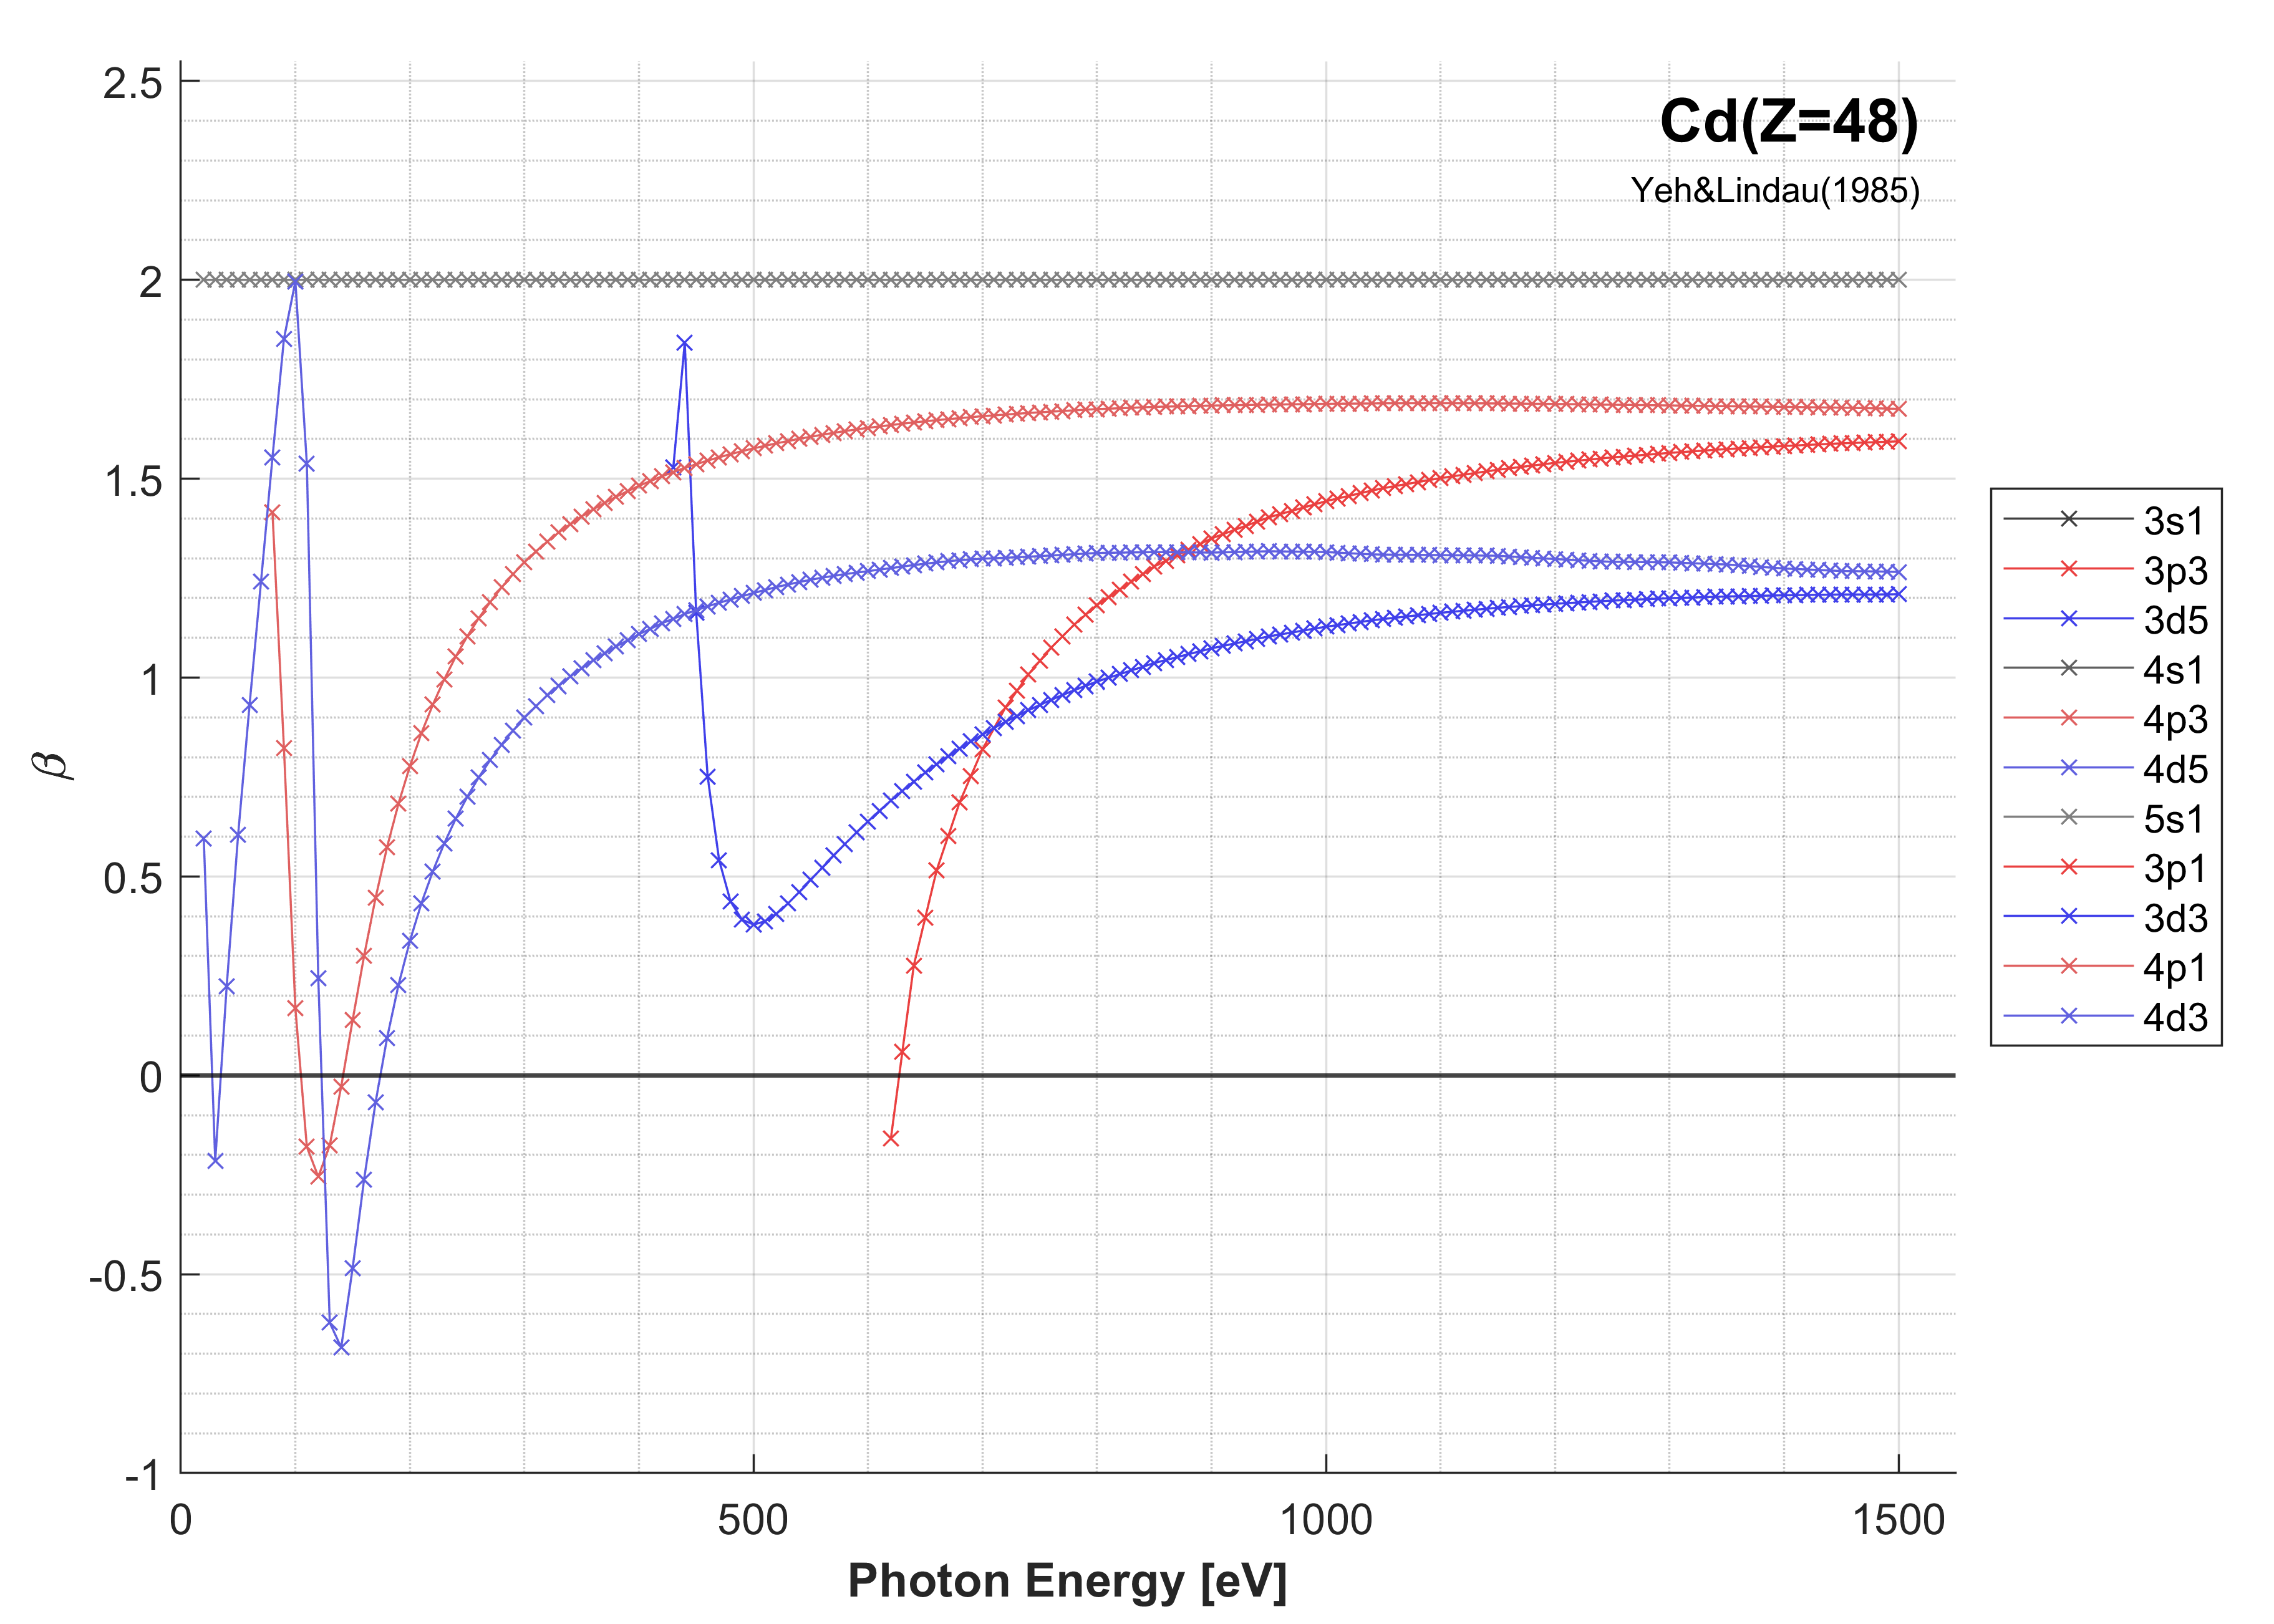 Cd(Z=48)
Yeh&Lindau(1985)
2.5
2
1.5
1
0.5
0
-0.5
-1
β
0
500
1000
1500
Photon Energy [eV]
3s1
3p3
3d5
4s1
4p3
4d5
5s1
3p1
3d3
4p1
4d3